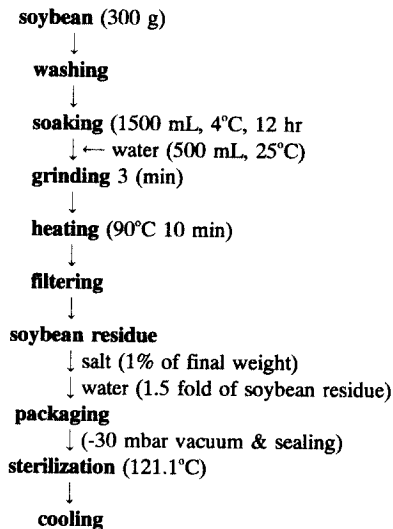 soybean (300 g)
↓
washing
↓
soaking (1500 mL, 4°C, 12 hr
↓ ← water (500 mL, 25°C)
grinding 3 (min)
↓
heating (90°C 10 min)
↓
filtering
↓
soybean residue
↓ salt (1% of final weight)
↓ water (1.5 fold of soybean residue)
packaging
↓ (-30 mbar vacuum & sealing)
sterilization (121.1°C)
↓
cooling